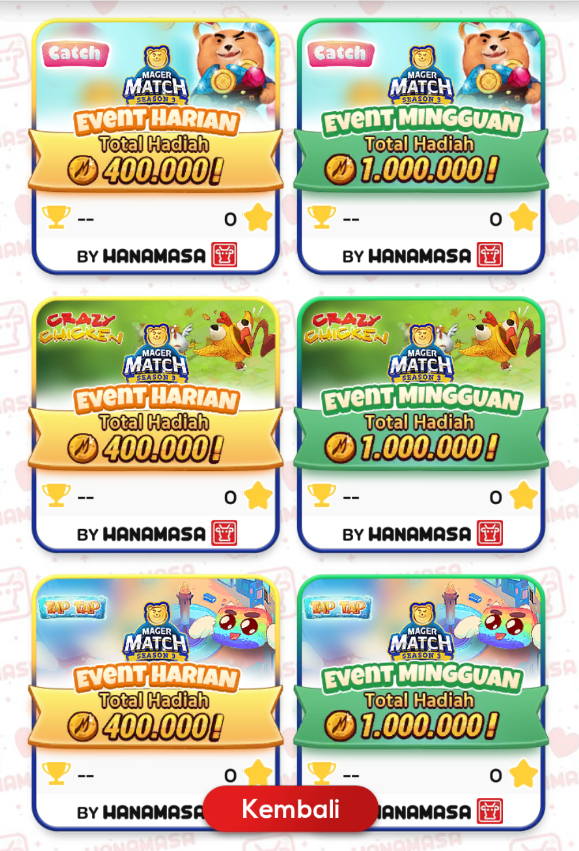 Catch
MAGER
MATCH
SEASON 3
EVENT HARIAN
Total Hadiah
400.000!
--
0
BY HANAMASA
Catch
MAGER
MATCH
SEASON 3
EVENT MINGGUAN
Total Hadiah
1.000.000!
--
0
BY HANAMASA
CRAZY
CHICKEN
MAGER
MATCH
SEASON 3
EVENT HARIAN
Total Hadiah
400.000!
--
0
BY HANAMASA
CRAZY
CHICKEN
MAGER
MATCH
SEASON 3
EVENT MINGGUAN
Total Hadiah
1.000.000!
--
0
BY HANAMASA
TAP TAP
MAGER
MATCH
SEASON 3
EVENT HARIAN
Total Hadiah
400.000!
--
0
BY HANAMASA
TAP TAP
MAGER
MATCH
SEASON 3
EVENT MINGGUAN
Total Hadiah
1.000.000!
--
0
HANAMASA
Kembali